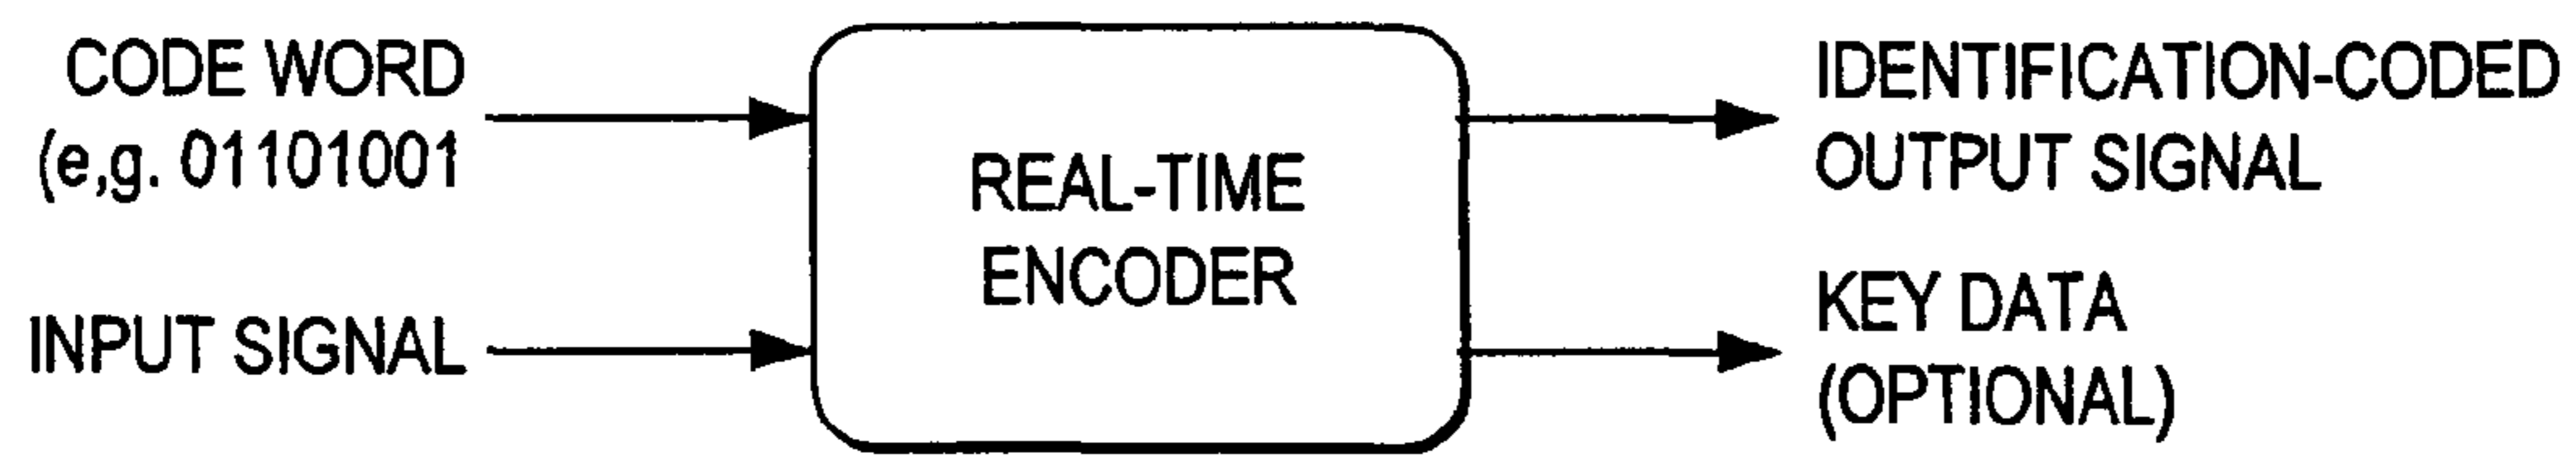 CODE WORD
(e,g. 01101001
INPUT SIGNAL
REAL-TIME
ENCODER
IDENTIFICATION-CODED
OUTPUT SIGNAL
KEY DATA
(OPTIONAL)